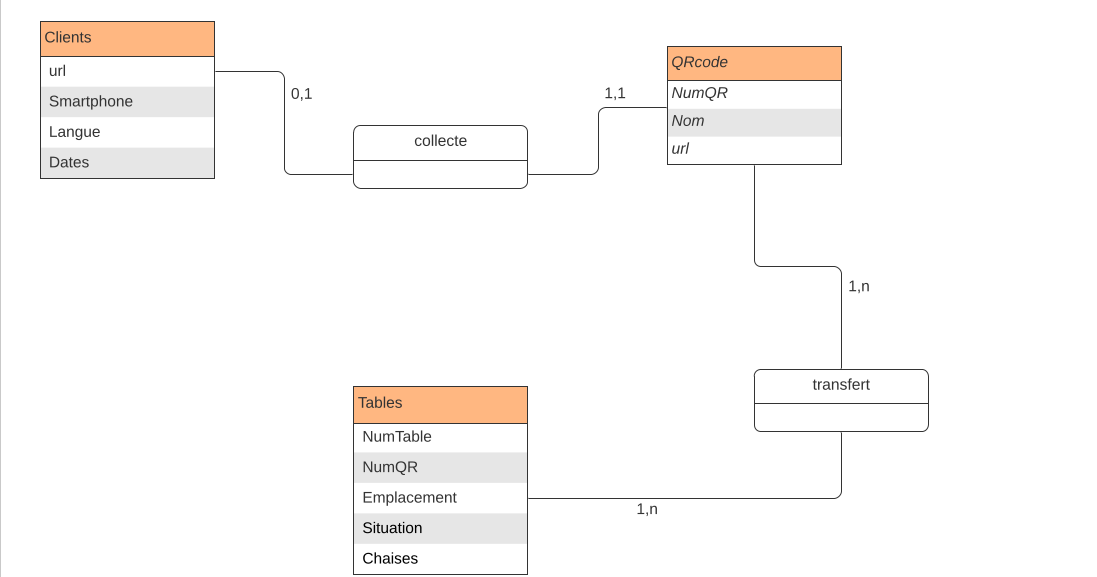 Clients
url
Smartphone
Langue
Dates
0,1
collecte
1,1
QRcode
NumQR
Nom
url
1,n
transfert
Tables
NumTable
NumQR
Emplacement
Situation
Chaises
1,n